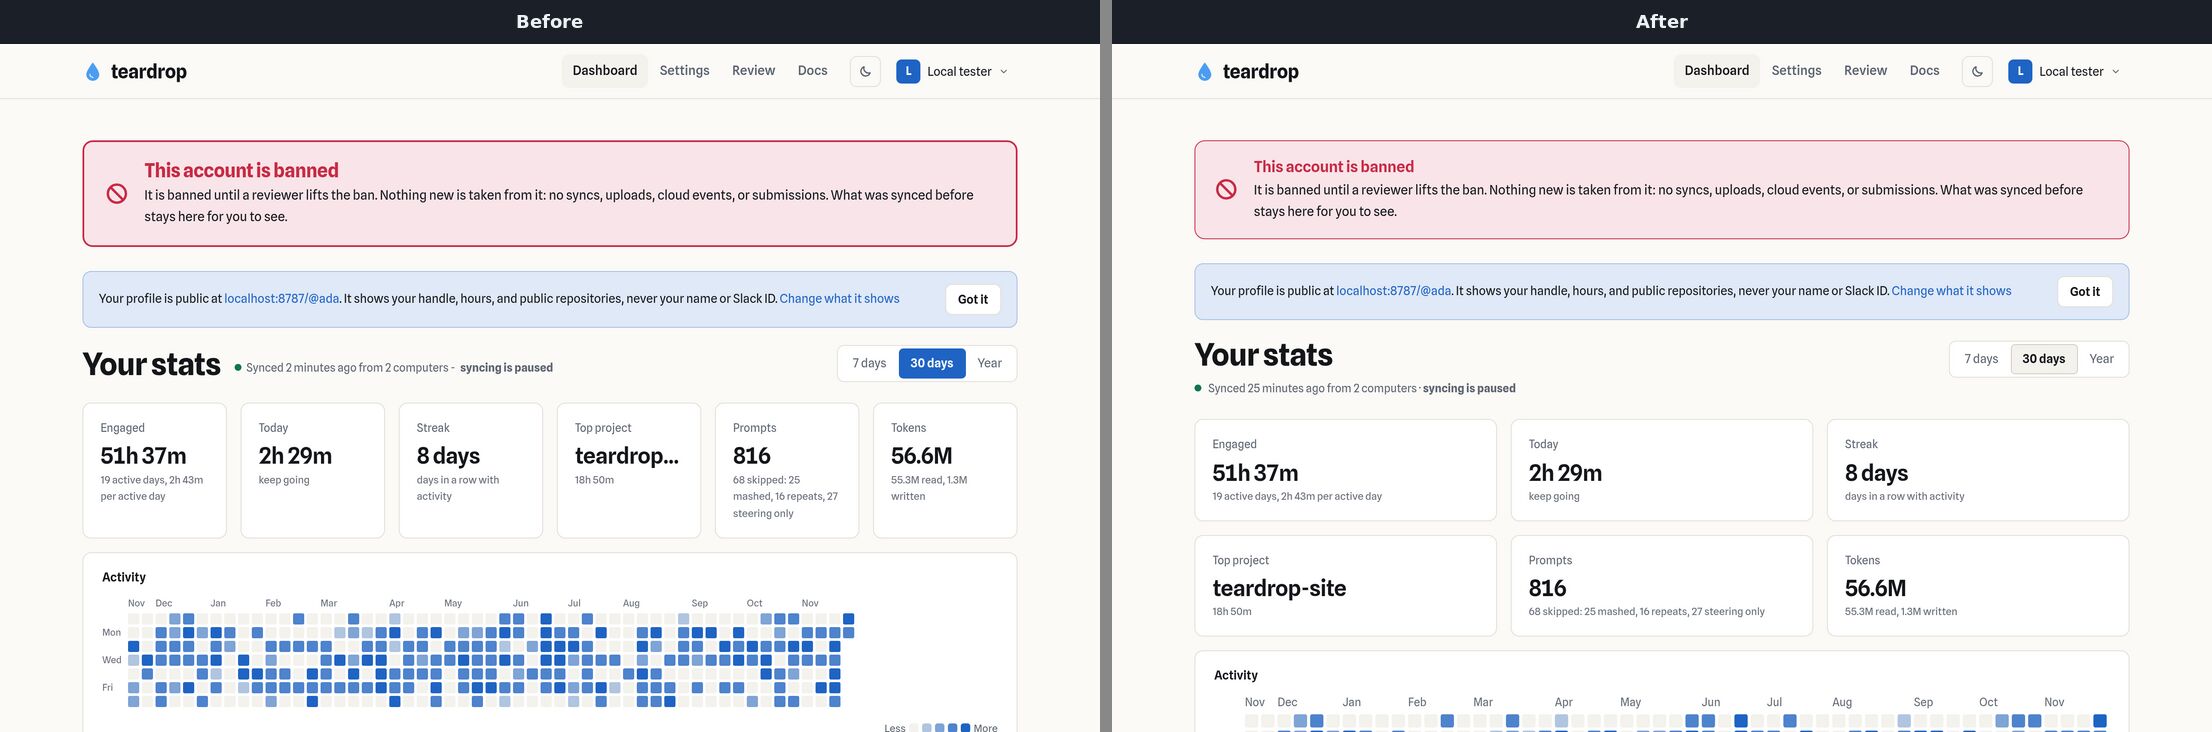 Before
teardrop
Dashboard Settings Review Docs L Local tester
This account is banned
It is banned until a reviewer lifts the ban. Nothing new is taken from it: no syncs, uploads, cloud events, or submissions. What was synced before
stays here for you to see.
Your profile is public at localhost:8787/@ada. It shows your handle, hours, and public repositories, never your name or Slack ID. Change what it shows
Got it
Your stats
Synced 2 minutes ago from 2 computers - syncing is paused
7 days 30 days Year
Engaged
51h 37m
19 active days, 2h 43m
per active day
Today
2h 29m
keep going
Streak
8 days
days in a row with
activity
Top project
teardrop...
18h 50m
Prompts
816
68 skipped: 25
mashed, 16 repeats, 27
steering only
Tokens
56.6M
55.3M read, 1.3M
written
Activity
Nov Dec Jan Feb Mar Apr May Jun Jul Aug Sep Oct Nov
Mon
Wed
Fri
Less More
After
teardrop
Dashboard Settings Review Docs L Local tester
This account is banned
It is banned until a reviewer lifts the ban. Nothing new is taken from it: no syncs, uploads, cloud events, or submissions. What was synced before
stays here for you to see.
Your profile is public at localhost:8787/@ada. It shows your handle, hours, and public repositories, never your name or Slack ID. Change what it shows
Got it
Your stats
Synced 25 minutes ago from 2 computers · syncing is paused
7 days 30 days Year
Engaged
51h 37m
19 active days, 2h 43m per active day
Today
2h 29m
keep going
Streak
8 days
days in a row with activity
Top project
teardrop-site
18h 50m
Prompts
816
68 skipped: 25 mashed, 16 repeats, 27 steering only
Tokens
56.6M
55.3M read, 1.3M written
Activity
Nov Dec Jan Feb Mar Apr May Jun Jul Aug Sep Oct Nov